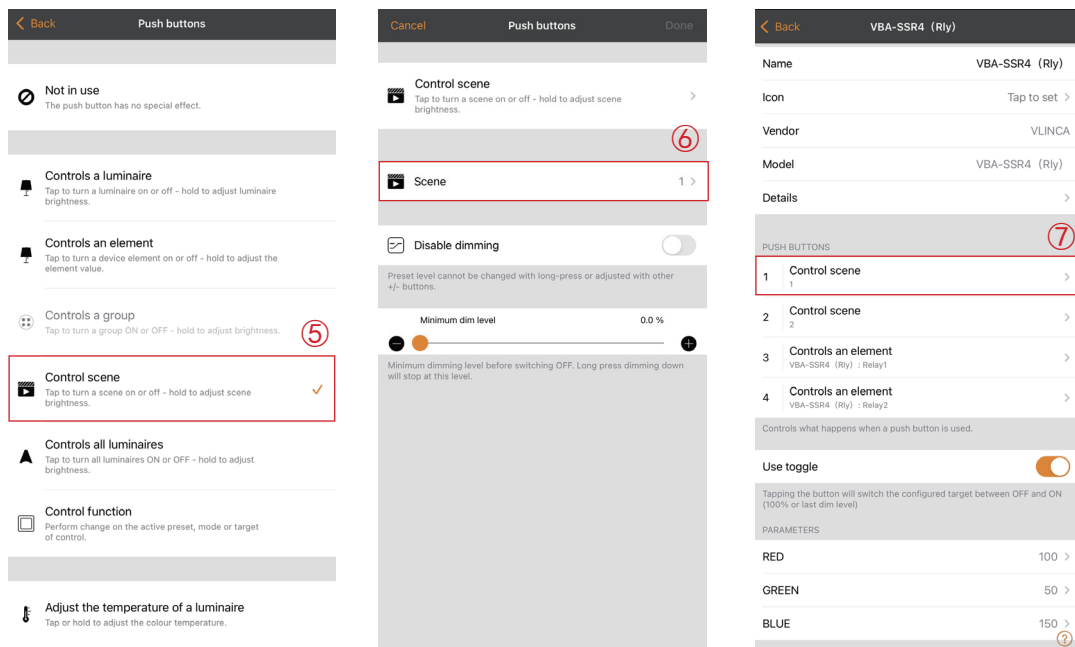 Back
Push buttons
Not in use
The push button has no special effect.
Controls a luminaire
Tap to turn a luminaire on or off - hold to adjust luminaire
brightness.
Controls an element
Tap to turn a device element on or off - hold to adjust the
element value.
Controls a group
Tap to turn a group ON or OFF - hold to adjust brightness.
⑤
Control scene
Tap to turn a scene on or off - hold to adjust scene
brightness.
Controls all luminaires
Tap to turn all luminaires ON or OFF - hold to adjust
brightness.
Control function
Perform change on the active preset, mode or target
of control.
Adjust the temperature of a luminaire
Tap or hold to adjust the colour temperature.
Cancel
Push buttons
Done
Control scene
Tap to turn a scene on or off - hold to adjust scene
brightness.
⑥
Scene 1
Disable dimming
Preset level cannot be changed with long-press or adjusted with other
+/- buttons.
Minimum dim level 0.0 %
Minimum dimming level before switching OFF. Long press dimming down
will stop at this level.
Back
VBA-SSR4 (Rly)
Name VBA-SSR4 (Rly)
Icon Tap to set
Vendor VLINCA
Model VBA-SSR4 (Rly)
Details
⑦
PUSH BUTTONS
1 Control scene
1
2 Control scene
2
3 Controls an element
VBA-SSR4 (Rly) : Relay1
4 Controls an element
VBA-SSR4 (Rly) : Relay2
Controls what happens when a push button is used.
Use toggle
Tapping the button will switch the configured target between OFF and ON
(100% or last dim level)
PARAMETERS
RED 100
GREEN 50
BLUE 150
?